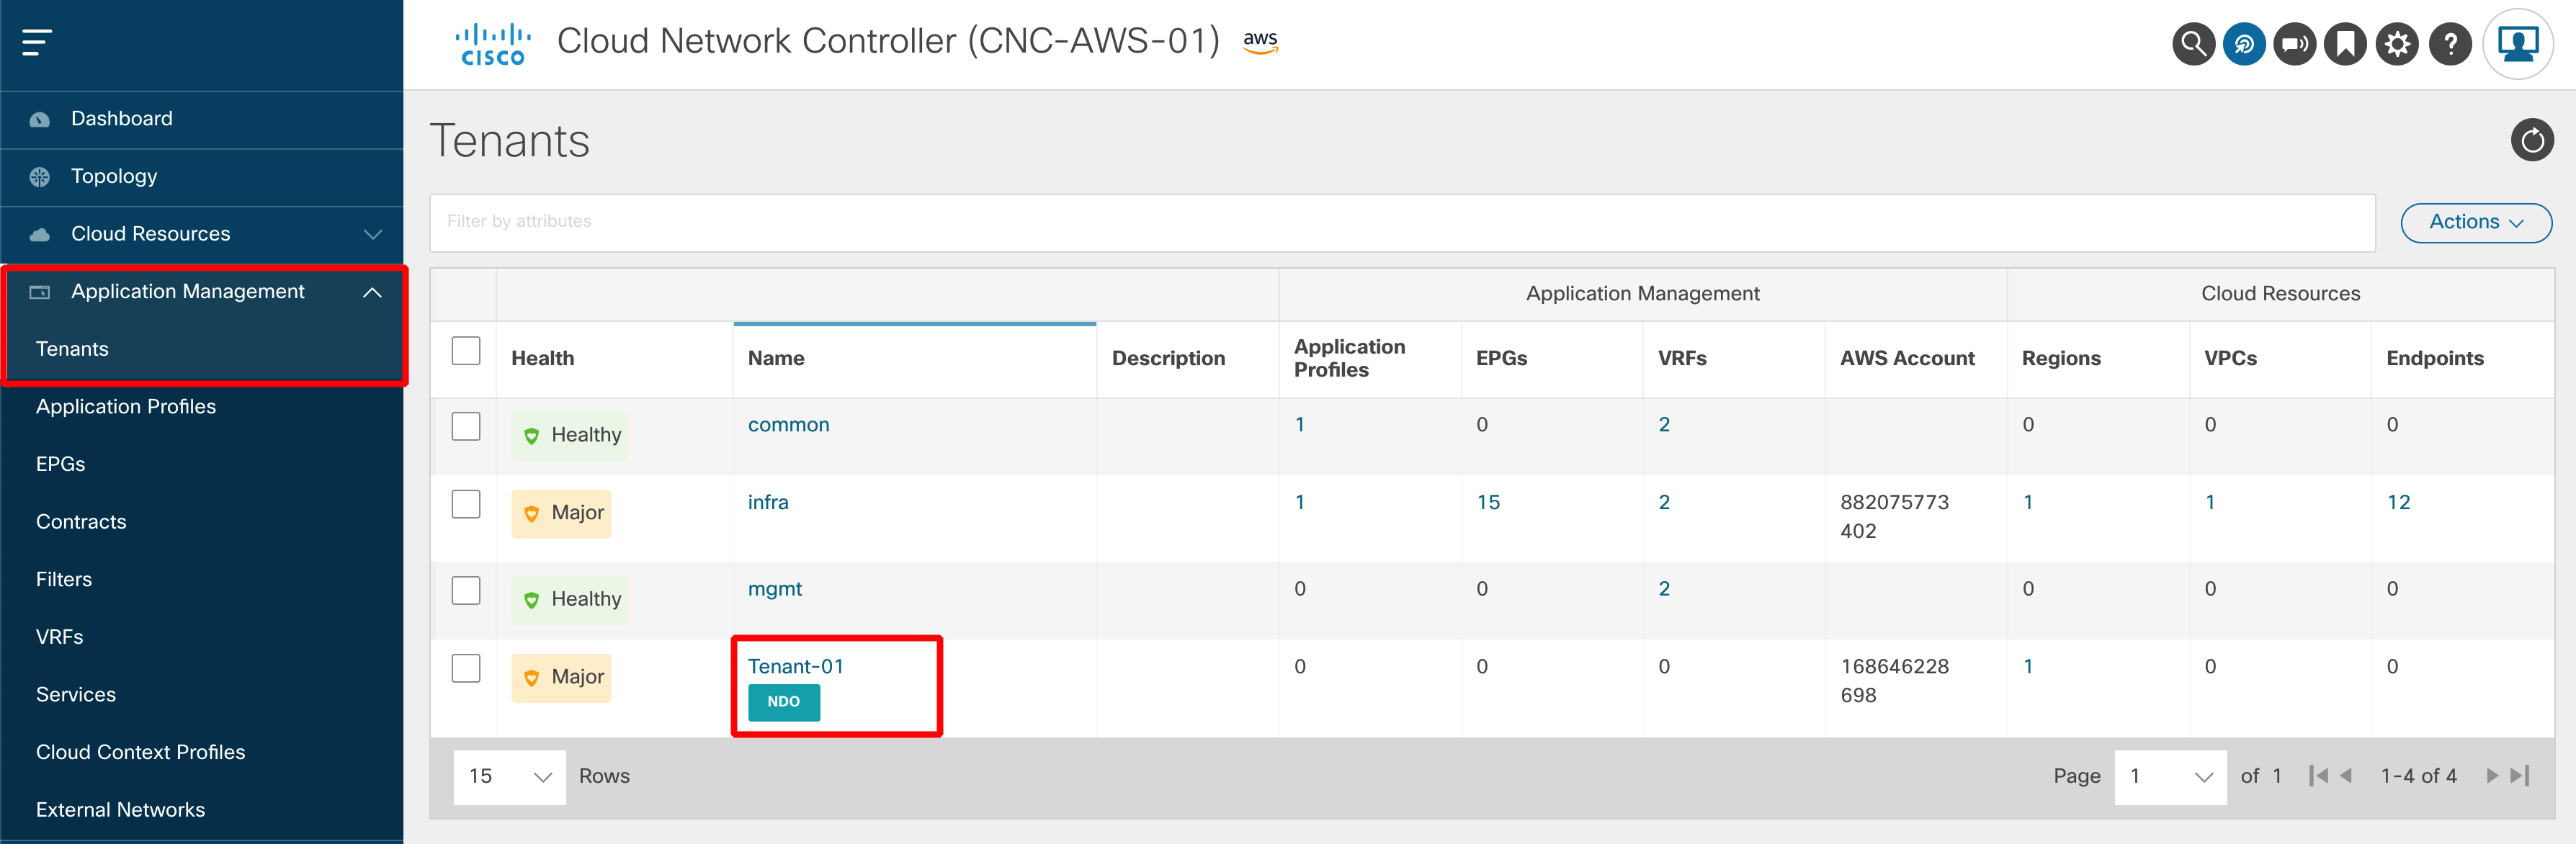 CISCO
Cloud Network Controller (CNC-AWS-01)
aws
?
Dashboard
Topology
Cloud Resources
Application Management
Tenants
Application Profiles
EPGs
Contracts
Filters
VRFs
Services
Cloud Context Profiles
External Networks
Tenants
Filter by attributes
Actions
Application Management Cloud Resources
Health Name Description Application Profiles EPGs VRFs AWS Account Regions VPCs Endpoints
Healthy common 1 0 2 0 0 0
Major infra 1 15 2 882075773 1 1 12
402
Healthy mgmt 0 0 2 0 0 0
Major Tenant-01 0 0 0 168646228 1 0 0
NDO 698
15 Rows Page 1 of 1 1-4 of 4